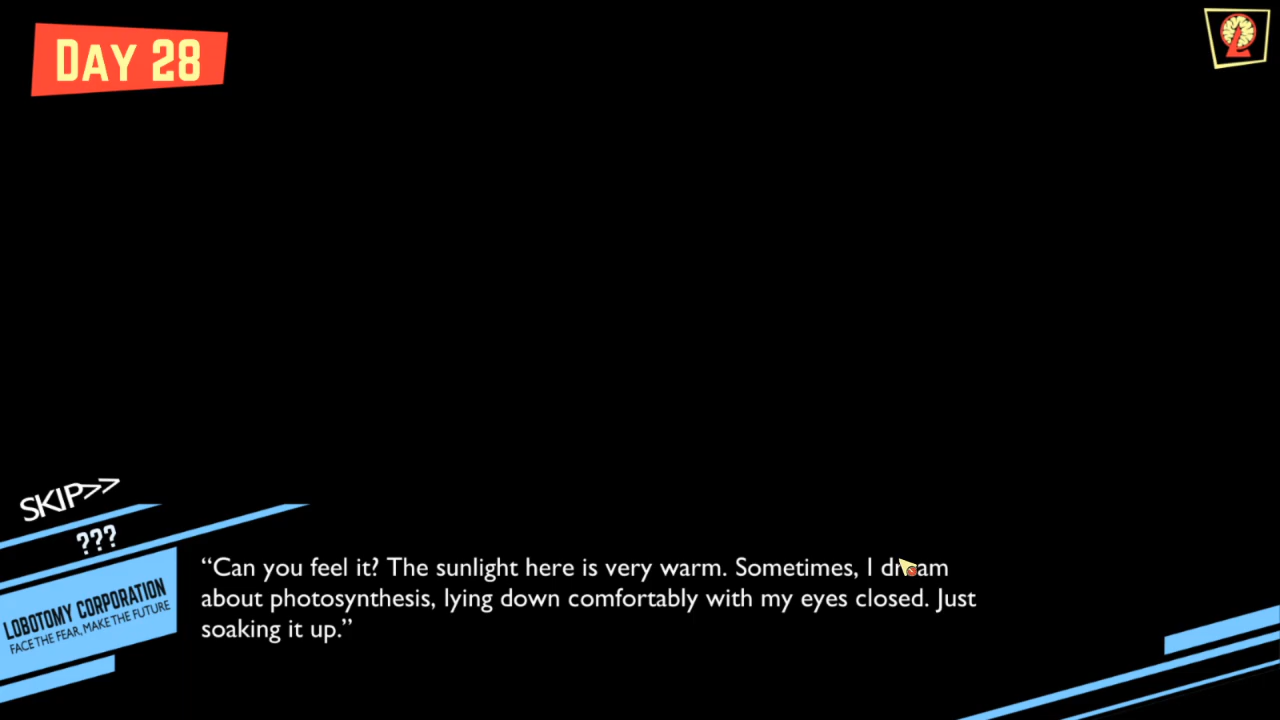 DAY 28
SKIP>>
???
LOBOTOMY CORPORATION
FACE THE FEAR, MAKE THE FUTURE
“Can you feel it? The sunlight here is very warm. Sometimes, I dream
about photosynthesis, lying down comfortably with my eyes closed. Just
soaking it up.”